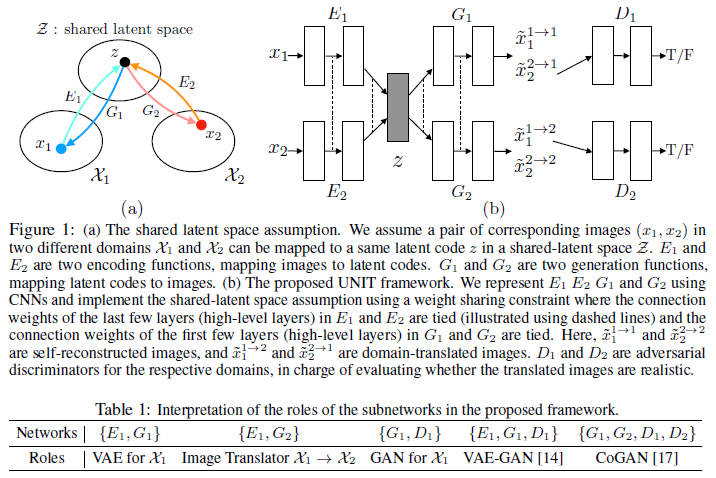 𝒵 : shared latent space
z
E₁
G₁
G₂
E₂
x₁
x₂
𝒳₁
𝒳₂
(a)
E₁
G₁
D₁
x₁
x̃₁^{1→1}
x̃₂^{2→1}
T/F
z
x₂
x̃₁^{1→2}
x̃₂^{2→2}
T/F
E₂
G₂
D₂
(b)
Figure 1: (a) The shared latent space assumption. We assume a pair of corresponding images (x₁, x₂) in
two different domains 𝒳₁ and 𝒳₂ can be mapped to a same latent code z in a shared-latent space 𝒵. E₁ and
E₂ are two encoding functions, mapping images to latent codes. G₁ and G₂ are two generation functions,
mapping latent codes to images. (b) The proposed UNIT framework. We represent E₁ E₂ G₁ and G₂ using
CNNs and implement the shared-latent space assumption using a weight sharing constraint where the connection
weights of the last few layers (high-level layers) in E₁ and E₂ are tied (illustrated using dashed lines) and the
connection weights of the first few layers (high-level layers) in G₁ and G₂ are tied. Here, x̃₁^{1→1} and x̃₂^{2→2}
are self-reconstructed images, and x̃₁^{1→2} and x̃₂^{2→1} are domain-translated images. D₁ and D₂ are adversarial
discriminators for the respective domains, in charge of evaluating whether the translated images are realistic.
Table 1: Interpretation of the roles of the subnetworks in the proposed framework.
Networks | {E₁, G₁} {E₁, G₂} {G₁, D₁} {E₁, G₁, D₁} {G₁, G₂, D₁, D₂}
Roles | VAE for 𝒳₁ Image Translator 𝒳₁ → 𝒳₂ GAN for 𝒳₁ VAE-GAN [14] CoGAN [17]